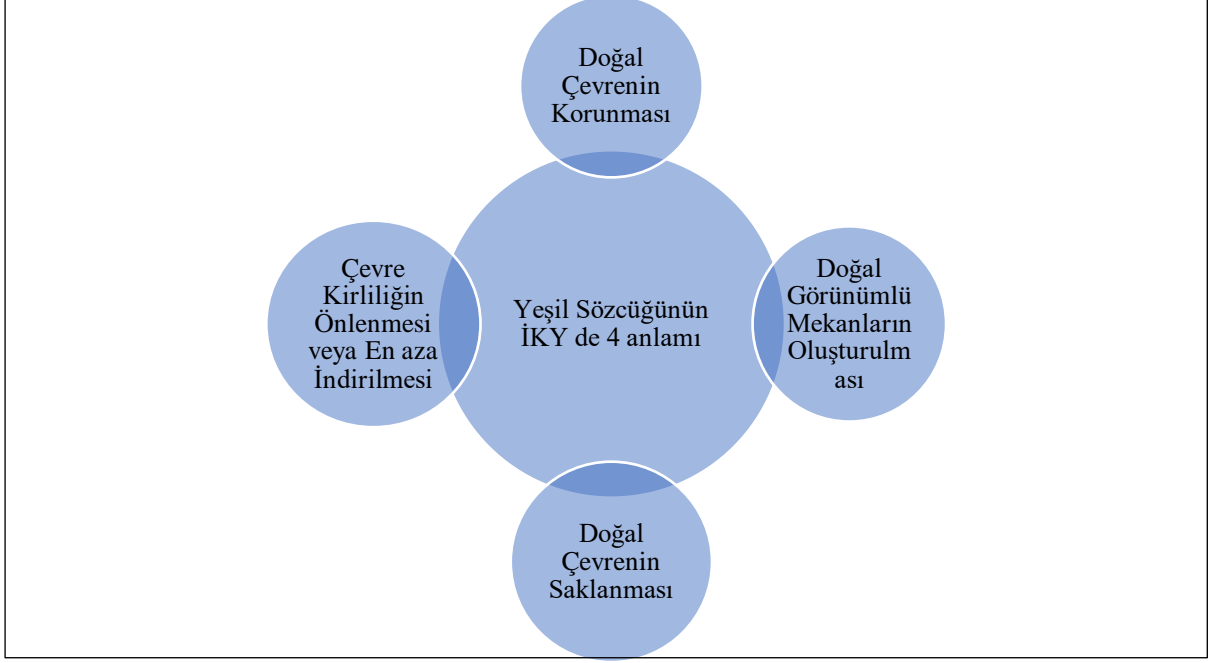 Doğal
Çevrenin
Korunması
Çevre
Kirliliğin
Önlenmesi
veya En aza
İndirilmesi
Yeşil Sözcüğünün
İKY de 4 anlamı
Doğal
Görünümlü
Mekanların
Oluşturulm
ası
Doğal
Çevrenin
Saklanması